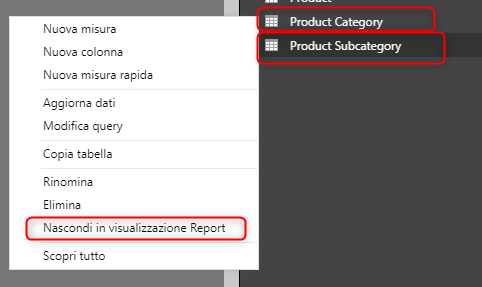 Product
Product Category
Product Subcategory
Nuova misura
Nuova colonna
Nuova misura rapida
Aggiorna dati
Modifica query
Copia tabella
Rinomina
Elimina
Nascondi in visualizzazione Report
Scopri tutto